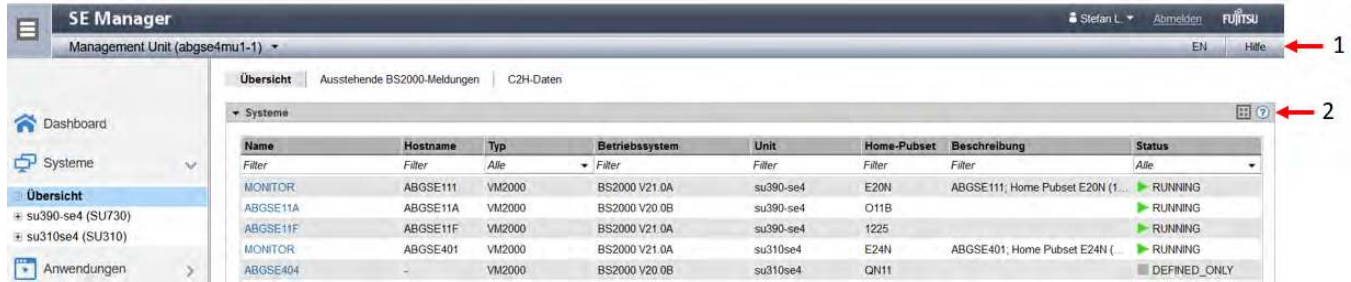 SE Manager
Stefan L. Abmelden FUJITSU
Management Unit (abgse4mu1-1) EN Hilfe 1
Übersicht Ausstehende BS2000-Meldungen C2H-Daten
Systeme 2
Dashboard
Systeme
Übersicht
su390-se4 (SU730)
su310se4 (SU310)
Anwendungen
Name Hostname Typ Betriebssystem Unit Home-Pubset Beschreibung Status
Filter Filter Alle Filter Filter Filter Filter Alle
MONITOR ABGSE111 VM2000 BS2000 V21.0A su390-se4 E20N ABGSE111; Home Pubset E20N (1... RUNNING
ABGSE11A ABGSE11A VM2000 BS2000 V20.0B su390-se4 O11B RUNNING
ABGSE11F ABGSE11F VM2000 BS2000 V21.0A su390-se4 1225 RUNNING
MONITOR ABGSE401 VM2000 BS2000 V21.0A su310se4 E24N ABGSE401; Home Pubset E24N (... RUNNING
ABGSE404 - VM2000 BS2000 V20.0B su310se4 QN11 DEFINED_ONLY